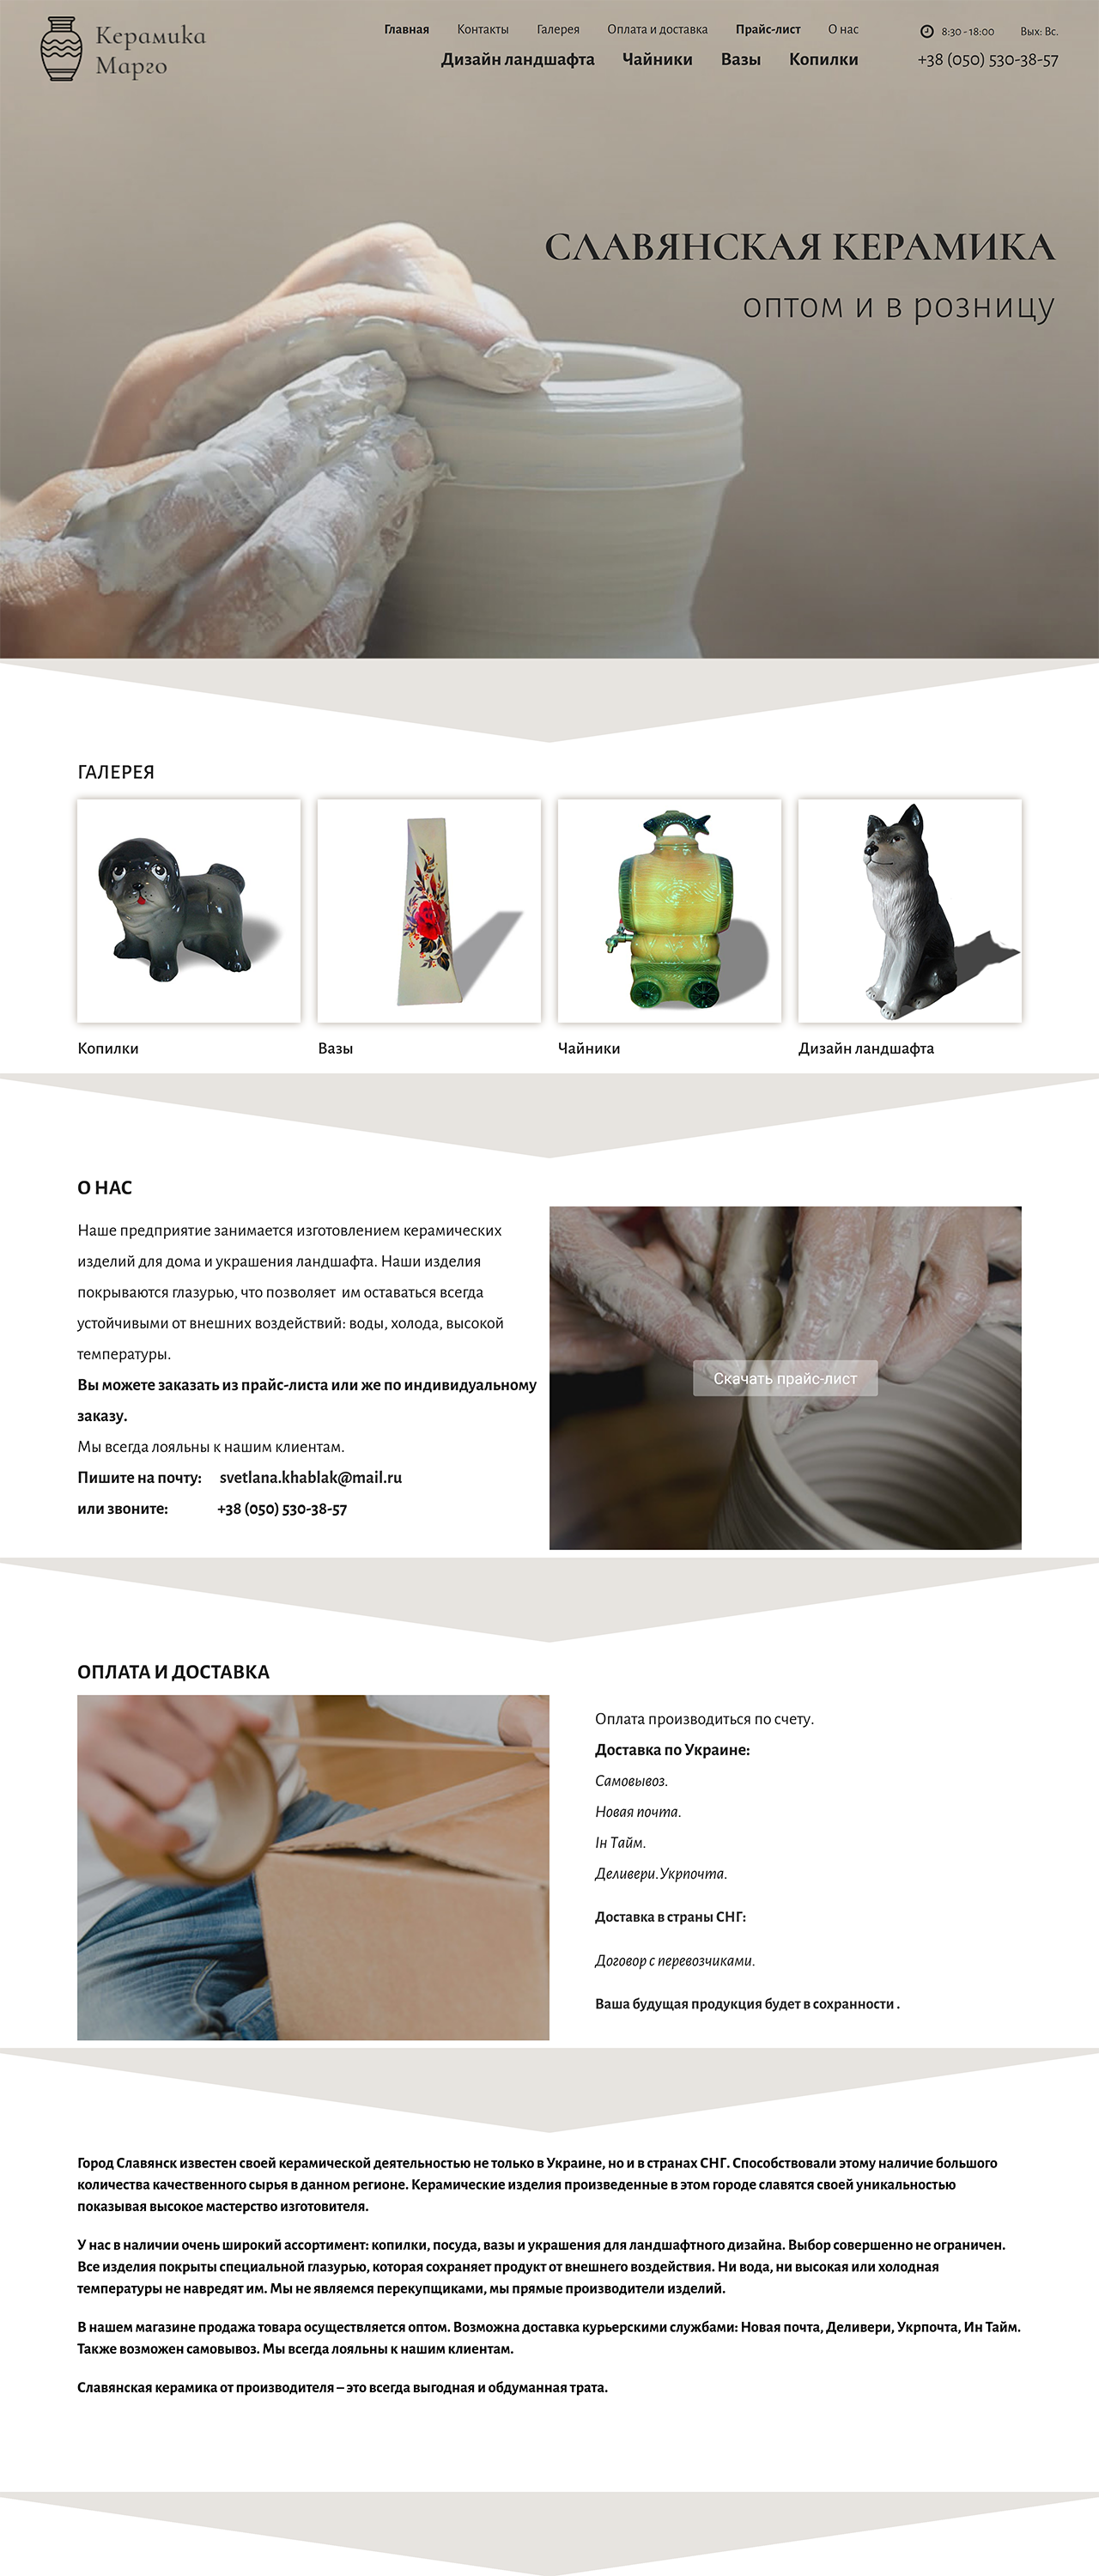 Керамика
Марго
Главная Контакты Галерея Оплата и доставка Прайс-лист О нас
8:30 - 18:00 Вых: Вс.
Дизайн ландшафта Чайники Вазы Копилки
+38 (050) 530-38-57
СЛАВЯНСКАЯ КЕРАМИКА
оптом и в розницу
ГАЛЕРЕЯ
Копилки
Вазы
Чайники
Дизайн ландшафта
О НАС
Наше предприятие занимается изготовлением керамических
изделий для дома и украшения ландшафта. Наши изделия
покрываются глазурью, что позволяет им оставаться всегда
устойчивыми от внешних воздействий: воды, холода, высокой
температуры.
Вы можете заказать из прайс-листа или же по индивидуальному
заказу.
Мы всегда лояльны к нашим клиентам.
Пишите на почту: svetlana.khablak@mail.ru
или звоните: +38 (050) 530-38-57
Скачать прайс-лист
ОПЛАТА И ДОСТАВКА
Оплата производиться по счету.
Доставка по Украине:
Самовывоз.
Новая почта.
Ін Тайм.
Деливери.Укрпочта.
Доставка в страны СНГ:
Договор с перевозчиками.
Ваша будущая продукция будет в сохранности .
Город Славянск известен своей керамической деятельностью не только в Украине, но и в странах СНГ. Способствовали этому наличие большого
количества качественного сырья в данном регионе. Керамические изделия произведенные в этом городе славятся своей уникальностью
показывая высокое мастерство изготовителя.
У нас в наличии очень широкий ассортимент: копилки, посуда, вазы и украшения для ландшафтного дизайна. Выбор совершенно не ограничен.
Все изделия покрыты специальной глазурью, которая сохраняет продукт от внешнего воздействия. Ни вода, ни высокая или холодная
температуры не навредят им. Мы не являемся перекупщиками, мы прямые производители изделий.
В нашем магазине продажа товара осуществляется оптом. Возможна доставка курьерскими службами: Новая почта, Деливери, Укрпочта, Ин Тайм.
Также возможен самовывоз. Мы всегда лояльны к нашим клиентам.
Славянская керамика от производителя – это всегда выгодная и обдуманная трата.